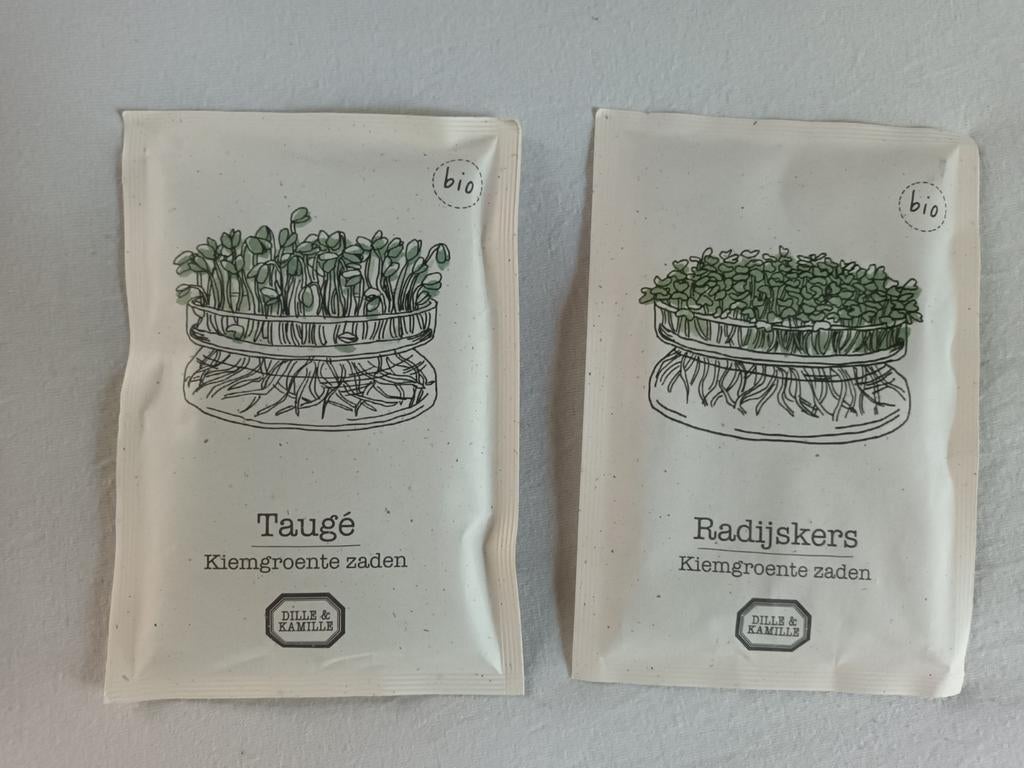 bio
Taugé
Kiemgroente zaden
DILLE &
KAMILLE
bio
Radijskers
Kiemgroente zaden
DILLE &
KAMILLE